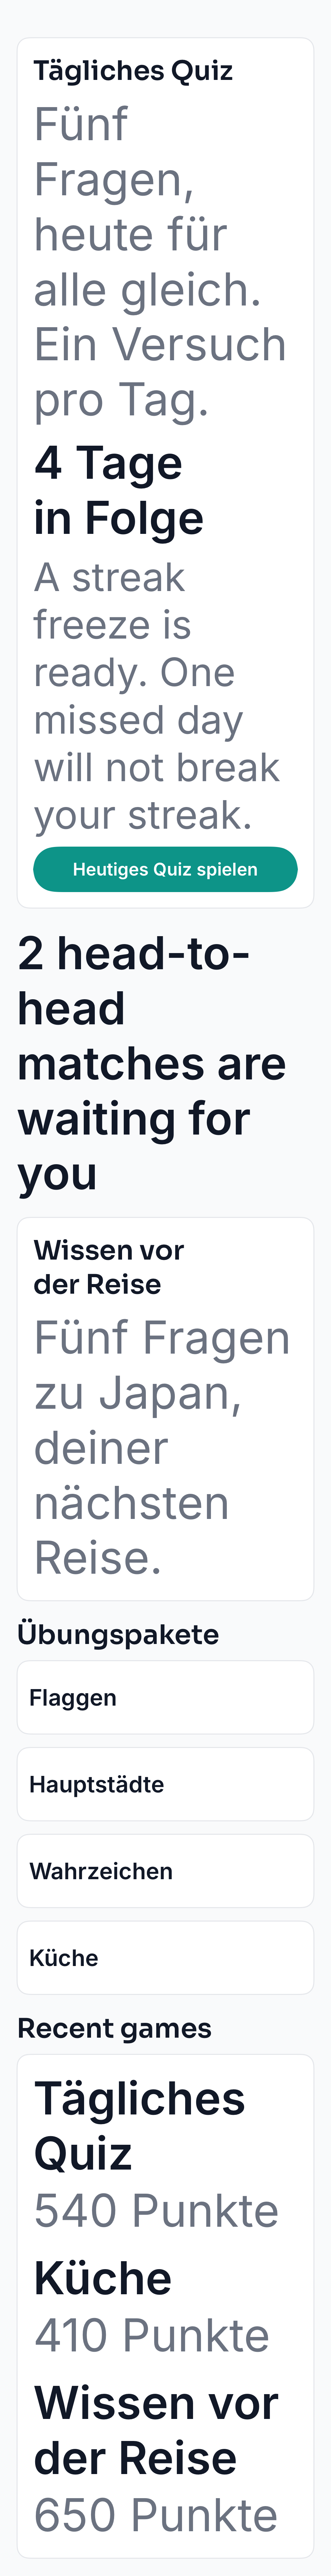 Tägliches Quiz
Fünf
Fragen,
heute für
alle gleich.
Ein Versuch
pro Tag.
4 Tage
in Folge
A streak
freeze is
ready. One
missed day
will not break
your streak.
Heutiges Quiz spielen
2 head-to-
head
matches are
waiting for
you
Wissen vor
der Reise
Fünf Fragen
zu Japan,
deiner
nächsten
Reise.
Übungspakete
Flaggen
Hauptstädte
Wahrzeichen
Küche
Recent games
Tägliches
Quiz
540 Punkte
Küche
410 Punkte
Wissen vor
der Reise
650 Punkte